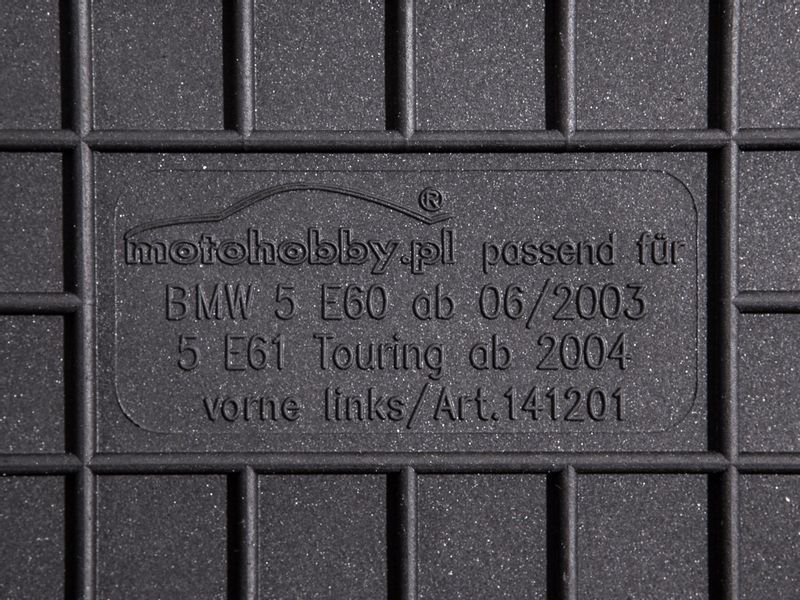 motohobby.pl® passend für
BMW 5 E60 ab 06/2003
5 E61 Touring ab 2004
vorne links/Art.141201